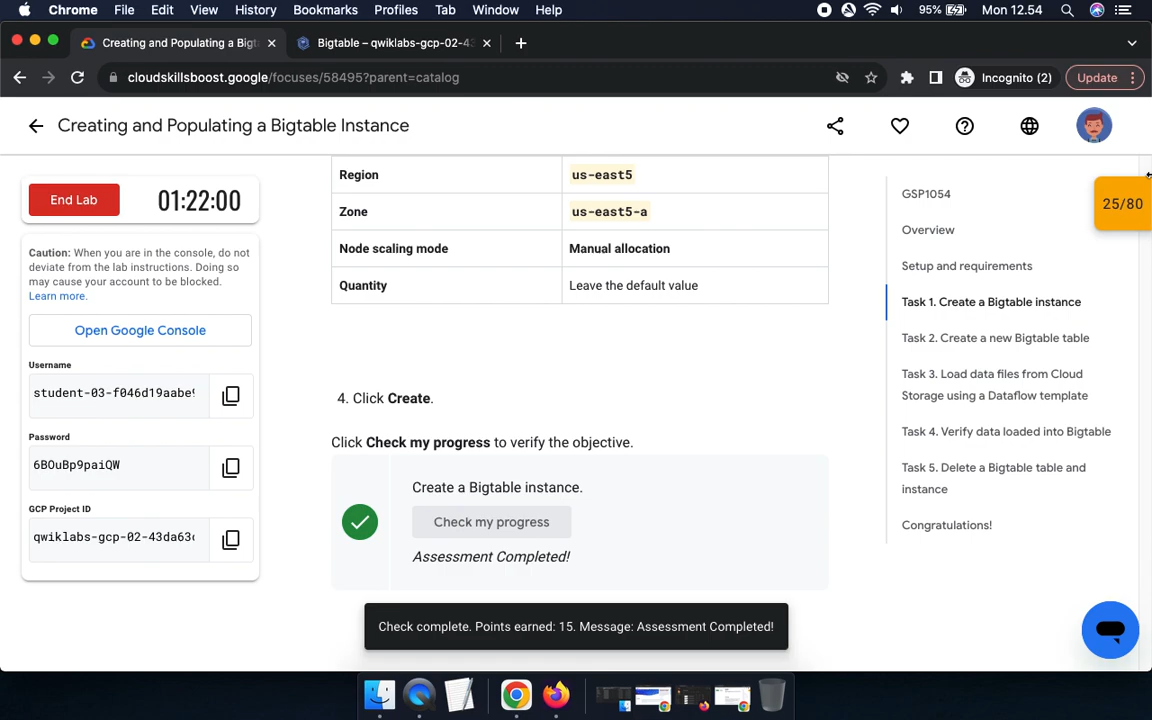 Chrome File Edit View History Bookmarks Profiles Tab Window Help 95% Mon 12.54
Creating and Populating a Bigt
Bigtable – qwiklabs-gcp-02-43
cloudskillsboost.google/focuses/58495?parent=catalog
Incognito (2)
Update
Creating and Populating a Bigtable Instance
End Lab
01:22:00
Caution: When you are in the console, do not
deviate from the lab instructions. Doing so
may cause your account to be blocked.
Learn more.
Open Google Console
Username
student-03-f046d19aabe9
Password
6BOuBp9paiQW
GCP Project ID
qwiklabs-gcp-02-43da63c
Region us-east5
Zone us-east5-a
Node scaling mode Manual allocation
Quantity Leave the default value
4. Click Create.
Click Check my progress to verify the objective.
Create a Bigtable instance.
Check my progress
Assessment Completed!
Check complete. Points earned: 15. Message: Assessment Completed!
GSP1054
Overview
Setup and requirements
Task 1. Create a Bigtable instance
Task 2. Create a new Bigtable table
Task 3. Load data files from Cloud
Storage using a Dataflow template
Task 4. Verify data loaded into Bigtable
Task 5. Delete a Bigtable table and
instance
Congratulations!
25/80